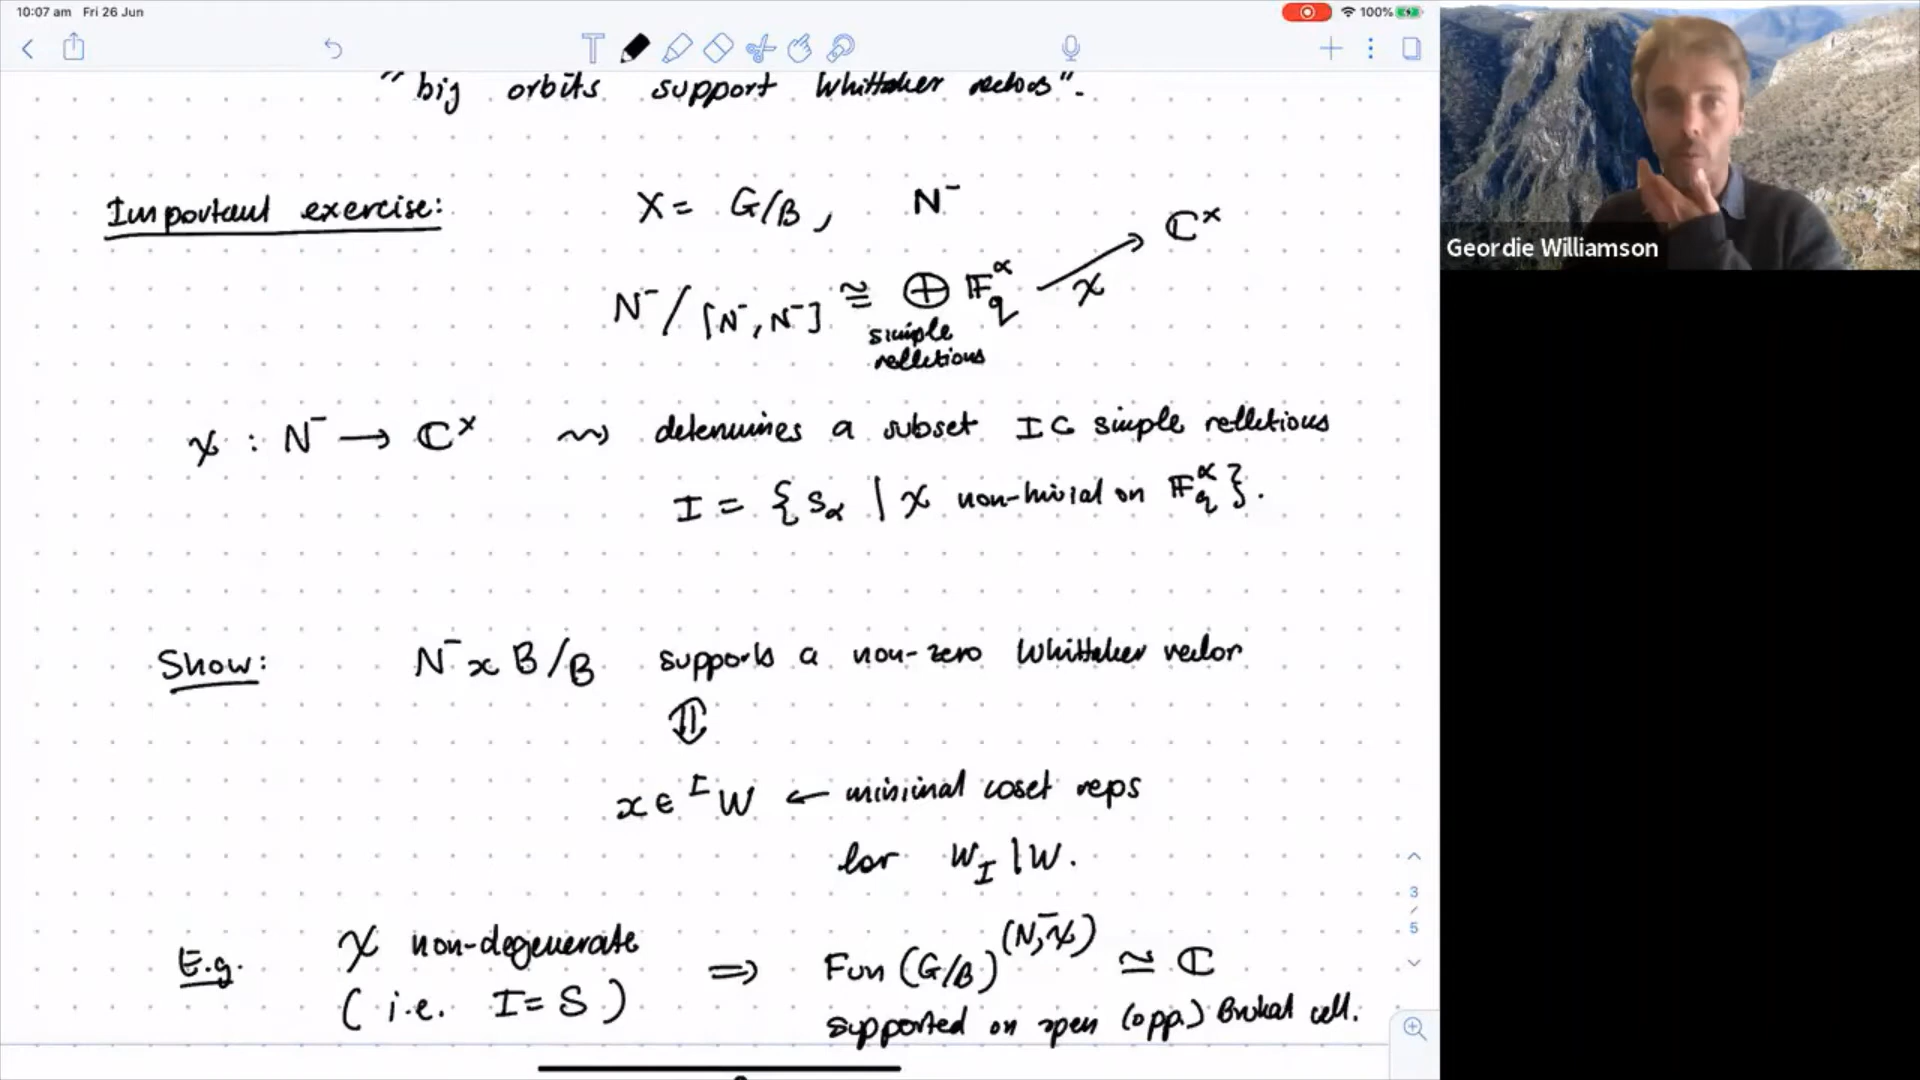 10:07 am Fri 26 Jun
100%
"big orbits support Whittaker vectors".
Important exercise: X = G/B, N⁻
N⁻/[N⁻, N⁻] ≅ ⊕ 𝔽_q^α → ℂ^×
χ
simple
reflections
χ : N⁻ → ℂ^× ⇝ determines a subset I ⊂ simple reflections
I = { s_α | χ non-trivial on 𝔽_q^α }.
Show: N⁻ x B/B supports a non-zero Whittaker vector
⇕
x ∈ ^I W ← minimal coset reps
for W_I \ W.
E.g. χ non-degenerate ⟹ Fun (G/B)^(N⁻,χ) ≅ ℂ
(i.e. I = S) supported on open (opp.) Bruhat cell.
3
/
5
Geordie Williamson